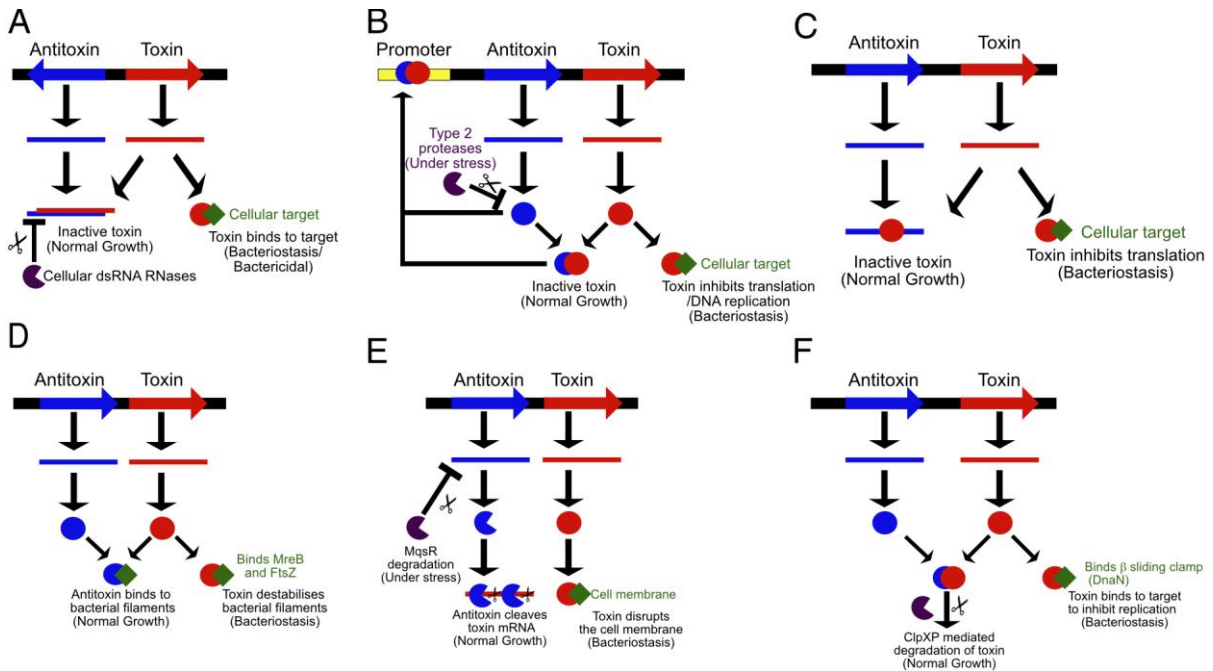 A
Antitoxin Toxin
Cellular target
Inactive toxin
(Normal Growth)
Toxin binds to target
(Bacteriostasis/
Bactericidal)
Cellular dsRNA RNases
B
Promoter Antitoxin Toxin
Type 2
proteases
(Under stress)
Cellular target
Inactive toxin
(Normal Growth)
Toxin inhibits translation
/DNA replication
(Bacteriostasis)
C
Antitoxin Toxin
Cellular target
Inactive toxin
(Normal Growth)
Toxin inhibits translation
(Bacteriostasis)
D
Antitoxin Toxin
Binds MreB
and FtsZ
Antitoxin binds to
bacterial filaments
(Normal Growth)
Toxin destabilises
bacterial filaments
(Bacteriostasis)
E
Antitoxin Toxin
MqsR
degradation
(Under stress)
Cell membrane
Antitoxin cleaves
toxin mRNA
(Normal Growth)
Toxin disrupts
the cell membrane
(Bacteriostasis)
F
Antitoxin Toxin
Binds β sliding clamp
(DnaN)
Toxin binds to target
to inhibit replication
(Bacteriostasis)
ClpXP mediated
degradation of toxin
(Normal Growth)